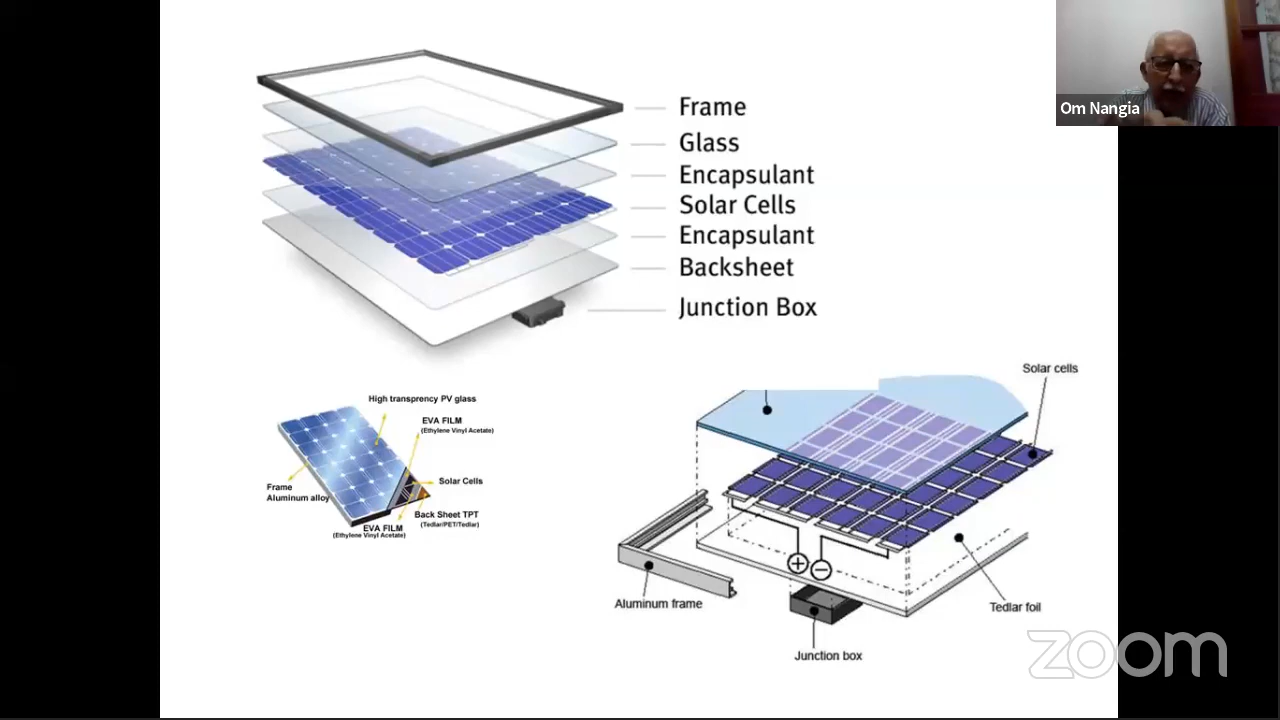 Om Nangia
Frame
Glass
Encapsulant
Solar Cells
Encapsulant
Backsheet
Junction Box
High transprency PV glass
EVA FILM
(Ethylene Vinyl Acetate)
Solar Cells
Frame
Aluminum alloy
Back Sheet TPT
(Tedlar/PET/Tedlar)
EVA FILM
(Ethylene Vinyl Acetate)
Solar cells
+ −
Aluminum frame
Tedlar foil
Junction box
zoom